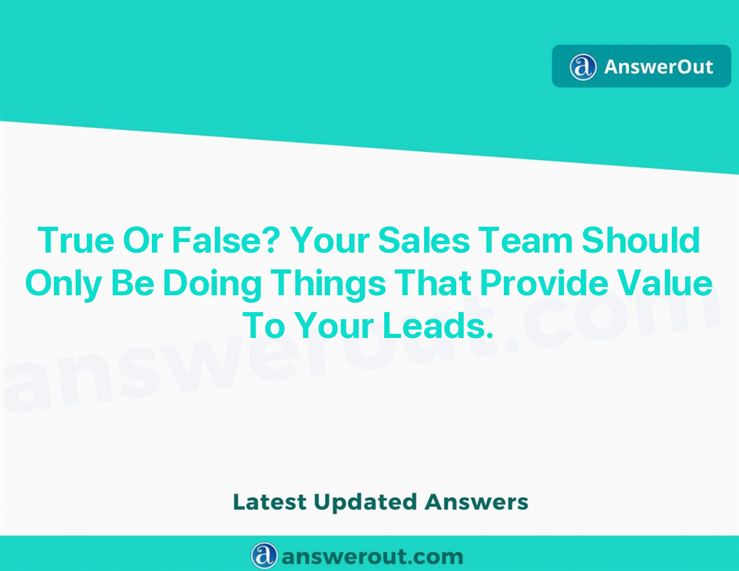 AnswerOut
True Or False? Your Sales Team Should
Only Be Doing Things That Provide Value
To Your Leads.
answerout.com
Latest Updated Answers
answerout.com